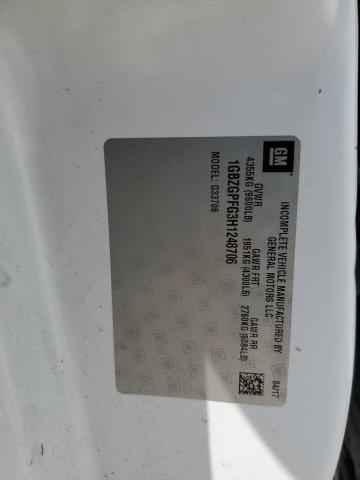 GM
INCOMPLETE VEHICLE MANUFACTURED BY
GENERAL MOTORS LLC
04/17
GVWR GAWR FRT GAWR RR
4355KG (9600LB) 1951KG (4300LB) 2760KG (6084LB)
1GBZGPFG3H1248706
MODEL: G33706